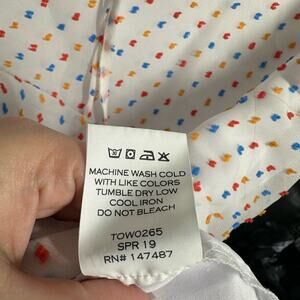 MACHINE WASH COLD
WITH LIKE COLORS
TUMBLE DRY LOW
COOL IRON
DO NOT BLEACH
TOW0265
SPR 19
RN# 147487